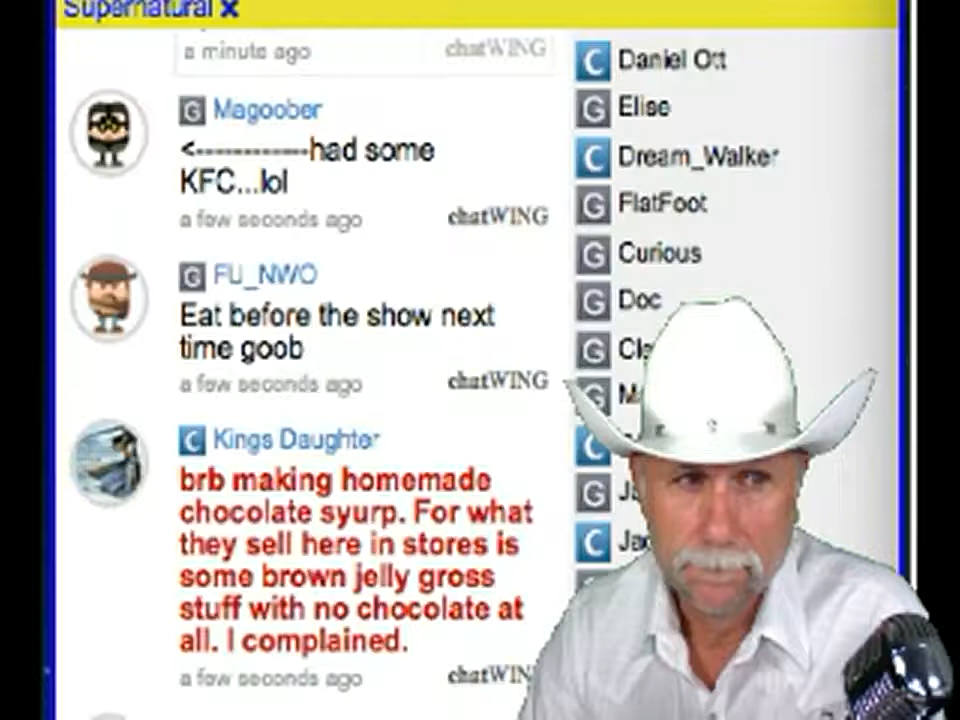 Supernatural x
a minute ago chatWING
G Magoober
<------------had some
KFC...lol
a few seconds ago chatWING
G FU_NWO
Eat before the show next
time goob
a few seconds ago chatWING
C Kings Daughter
brb making homemade
chocolate syurp. For what
they sell here in stores is
some brown jelly gross
stuff with no chocolate at
all. I complained.
a few seconds ago
C Daniel Ott
G Elise
C Dream_Walker
G FlatFoot
G Curious
G Doc
G
G
C
G
C